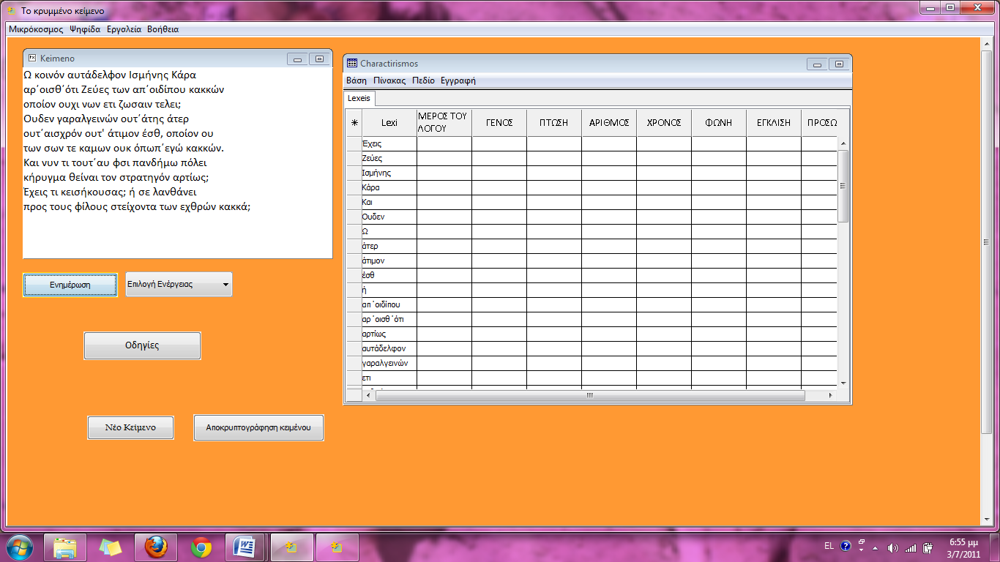 Το κρυμμένο κείμενο
Μικρόκοσμος Ψηφίδα Εργαλεία Βοήθεια
Keimeno
Ω κοινόν αυτάδελφον Ισμήνης Κάρα
αρ΄οισθ΄ότι Ζεύες των απ΄οιδίπου κακκών
οποίον ουχι νων ετι ζωσαιν τελει;
Ουδεν γαραλγεινών ουτ΄άτης άτερ
ουτ΄αισχρόν ουτ' άτιμον έσθ, οποίον ου
των σων τε καμων ουκ όπωπ΄εγώ κακκών.
Και νυν τι τουτ΄αυ φσι πανδήμω πόλει
κήρυγμα θείναι τον στρατηγόν αρτίως;
Έχεις τι κεισήκουσας; ή σε λανθάνει
προς τους φίλους στείχοντα των εχθρών κακκά;
Ενημέρωση
Επιλογή Ενέργειας
Οδηγίες
Νέο Κείμενο
Αποκρυπτογράφηση κειμένου
Charactirismos
Βάση Πίνακας Πεδίο Εγγραφή
Lexeis
Lexi ΜΕΡΟΣ ΤΟΥ ΛΟΓΟΥ ΓΕΝΟΣ ΠΤΩΣΗ ΑΡΙΘΜΟΣ ΧΡΟΝΟΣ ΦΩΝΗ ΕΓΚΛΙΣΗ ΠΡΟΣΩ
Έχεις
Ζεύες
Ισμήνης
Κάρα
Και
Ουδεν
Ω
άτερ
άτιμον
έσθ
ή
απ΄οιδίπου
αρ΄οισθ΄ότι
αρτίως
αυτάδελφον
γαραλγεινών
ετι
EL
6:55 μμ
3/7/2011